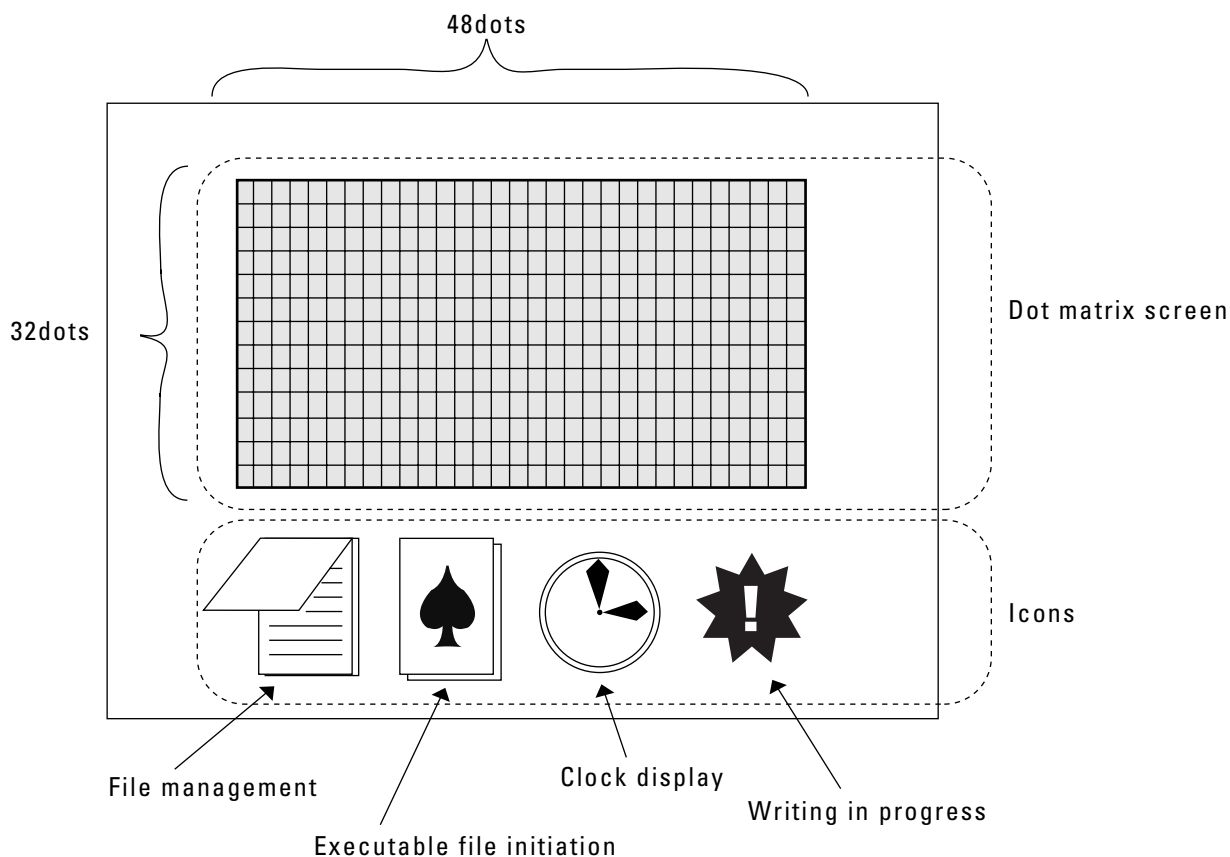 48dots
32dots
Dot matrix screen
Icons
File management
Clock display
Writing in progress
Executable file initiation